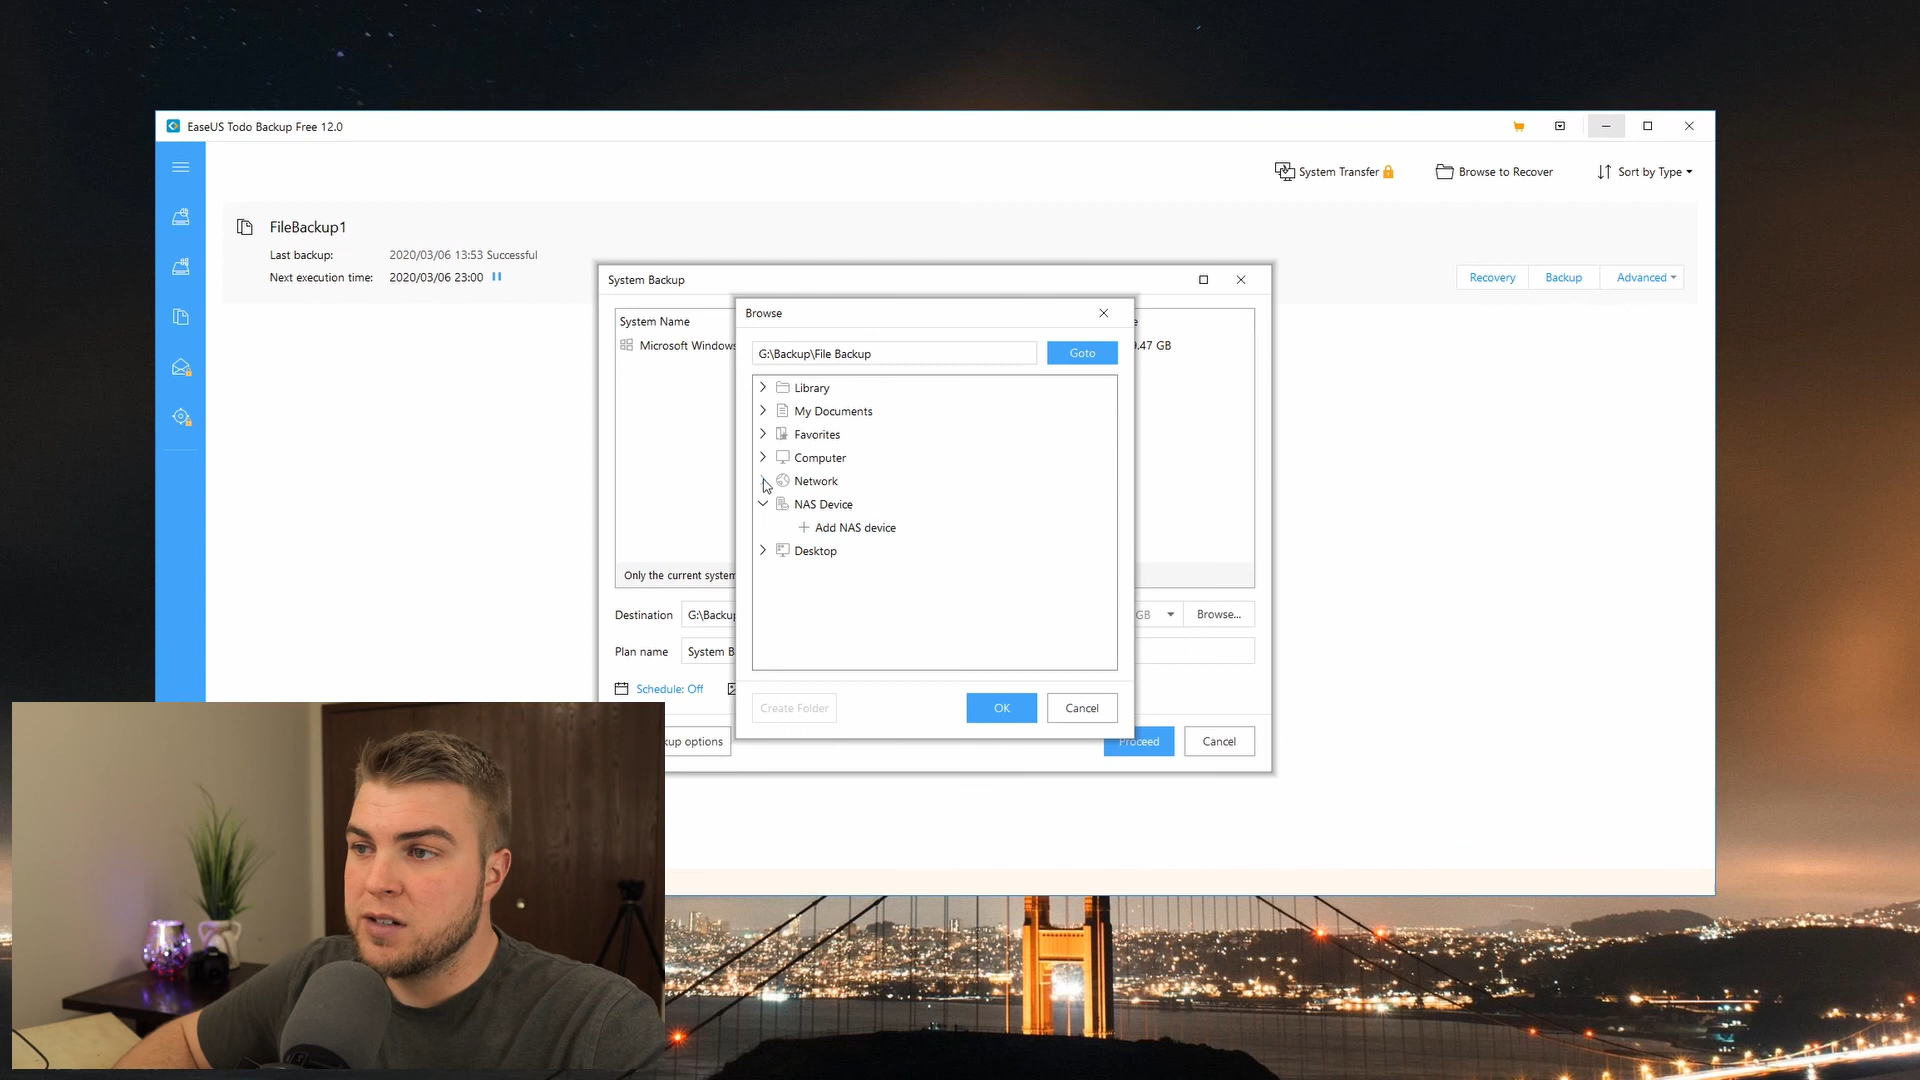 EaseUS Todo Backup Free 12.0
System Transfer
Browse to Recover
Sort by Type
FileBackup1
Last backup: 2020/03/06 13:53 Successful
Next execution time: 2020/03/06 23:00
Recovery
Backup
Advanced
System Backup
System Name
Microsoft Windows
e
9.47 GB
Only the current system
Destination
G:\Backup
GB
Browse...
Plan name
System B
Schedule: Off
kup options
Proceed
Cancel
Browse
G:\Backup\File Backup
Goto
Library
My Documents
Favorites
Computer
Network
NAS Device
Add NAS device
Desktop
Create Folder
OK
Cancel